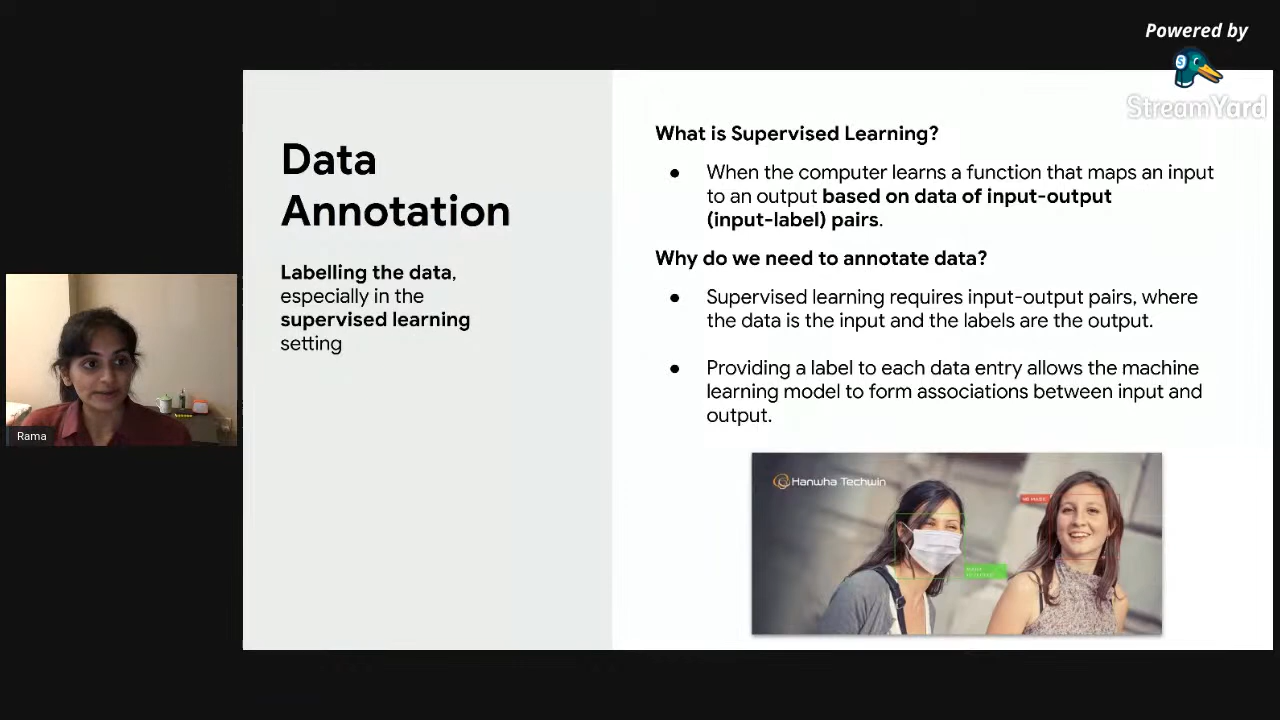 Powered by
StreamYard
Data
Annotation
Labelling the data,
especially in the
supervised learning
setting
What is Supervised Learning?
● When the computer learns a function that maps an input
to an output based on data of input-output
(input-label) pairs.
Why do we need to annotate data?
● Supervised learning requires input-output pairs, where
the data is the input and the labels are the output.
● Providing a label to each data entry allows the machine
learning model to form associations between input and
output.
Hanwha Techwin
NO MASK
Rama